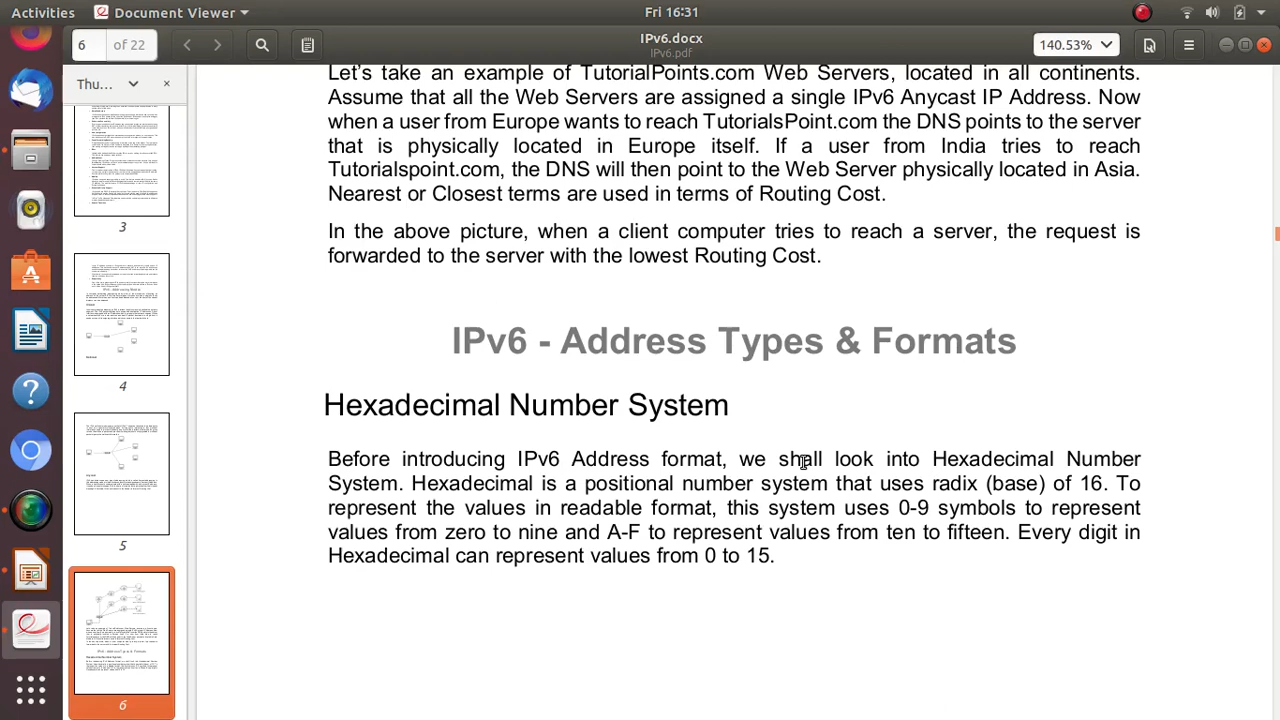 Activities
Document Viewer
Fri 16:31
6
of 22
IPv6.docx
IPv6.pdf
140.53%
Thu...
3
4
5
6
Let's take an example of TutorialPoints.com Web Servers, located in all continents.
Assume that all the Web Servers are assigned a single IPv6 Anycast IP Address. Now
when a user from Europe wants to reach TutorialsPoint.com the DNS points to the server
that is physically located in Europe itself. If a user from India tries to reach
Tutorialspoint.com, the DNS will then point to the Web Server physically located in Asia.
Nearest or Closest terms are used in terms of Routing Cost.
In the above picture, when a client computer tries to reach a server, the request is
forwarded to the server with the lowest Routing Cost.
IPv6 - Address Types & Formats
Hexadecimal Number System
Before introducing IPv6 Address format, we shall look into Hexadecimal Number
System. Hexadecimal is a positional number system that uses radix (base) of 16. To
represent the values in readable format, this system uses 0-9 symbols to represent
values from zero to nine and A-F to represent values from ten to fifteen. Every digit in
Hexadecimal can represent values from 0 to 15.